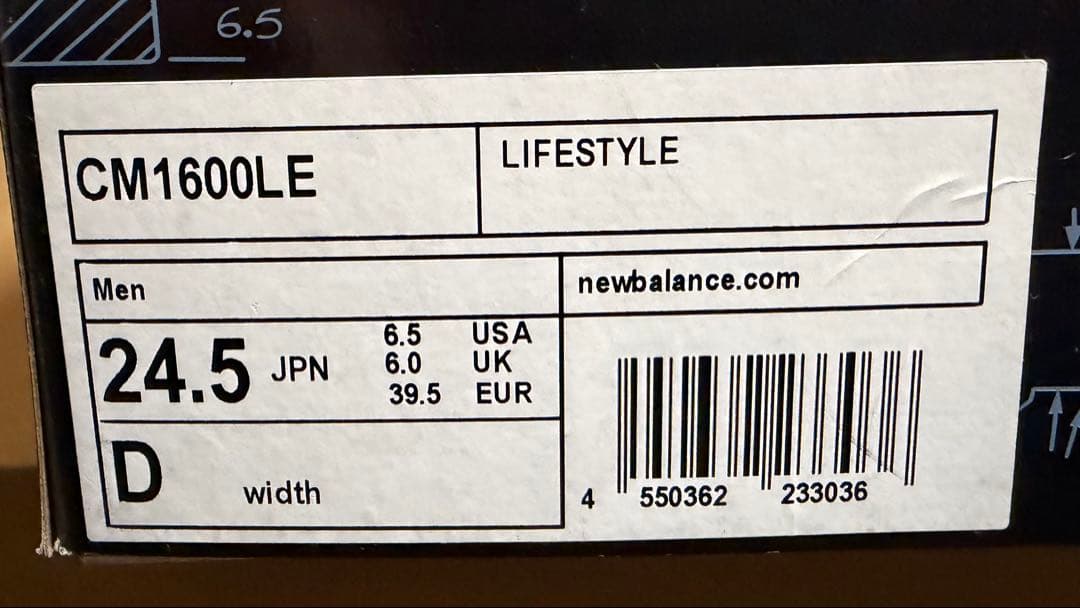 6.5
CM1600LE
LIFESTYLE
Men
newbalance.com
24.5 JPN
6.5 USA
6.0 UK
39.5 EUR
D width
4 550362 233036